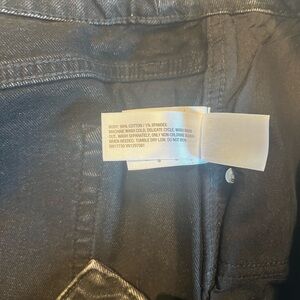 BODY: 99% COTTON / 1% SPANDEX
MACHINE WASH COLD, DELICATE CYCLE, WASH INSIDE
OUT, WASH SEPARATELY, ONLY NON-CHLORINE BLEACH
WHEN NEEDED, TUMBLE DRY LOW. DO NOT IRON.